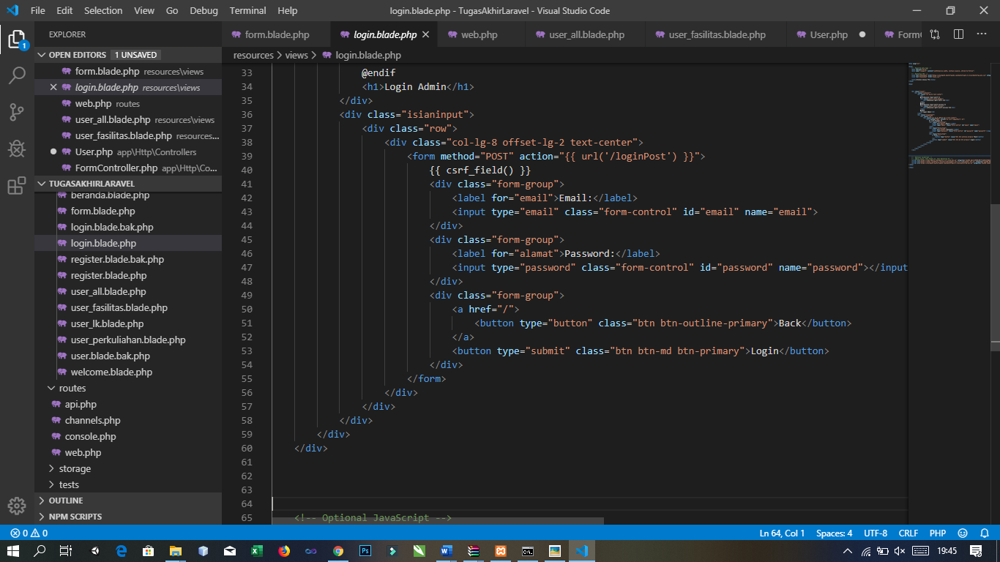 File Edit Selection View Go Debug Terminal Help login.blade.php - TugasAkhirLaravel - Visual Studio Code
EXPLORER
OPEN EDITORS 1 UNSAVED
form.blade.php resources\views
login.blade.php resources\views
web.php routes
user_all.blade.php resources\views
user_fasilitas.blade.php resources...
User.php app\Http\Controllers
FormController.php app\Http\Co...
TUGASAKHIRLARAVEL
beranda.blade.php
form.blade.php
login.blade.bak.php
login.blade.php
register.blade.bak.php
register.blade.php
user_all.blade.php
user_fasilitas.blade.php
user_lk.blade.php
user_perkuliahan.blade.php
user.blade.bak.php
welcome.blade.php
routes
api.php
channels.php
console.php
web.php
storage
tests
OUTLINE
NPM SCRIPTS
1
form.blade.php login.blade.php web.php user_all.blade.php user_fasilitas.blade.php User.php FormC
resources > views > login.blade.php
33 @endif
34 <h1>Login Admin</h1>
35 </div>
36 <div class="isianinput">
37 <div class="row">
38 <div class="col-lg-8 offset-lg-2 text-center">
39 <form method="POST" action="{{ url('/loginPost') }}">
40 {{ csrf_field() }}
41 <div class="form-group">
42 <label for="email">Email:</label>
43 <input type="email" class="form-control" id="email" name="email">
44 </div>
45 <div class="form-group">
46 <label for="alamat">Password:</label>
47 <input type="password" class="form-control" id="password" name="password"></input
48 </div>
49 <div class="form-group">
50 <a href="/">
51 <button type="button" class="btn btn-outline-primary">Back</button>
52 </a>
53 <button type="submit" class="btn btn-md btn-primary">Login</button>
54 </div>
55 </form>
56 </div>
57 </div>
58 </div>
59 </div>
60 </div>
61
62
63
64
65 <!-- Optional JavaScript -->
0 0 Ln 64, Col 1 Spaces: 4 UTF-8 CRLF PHP
19:45